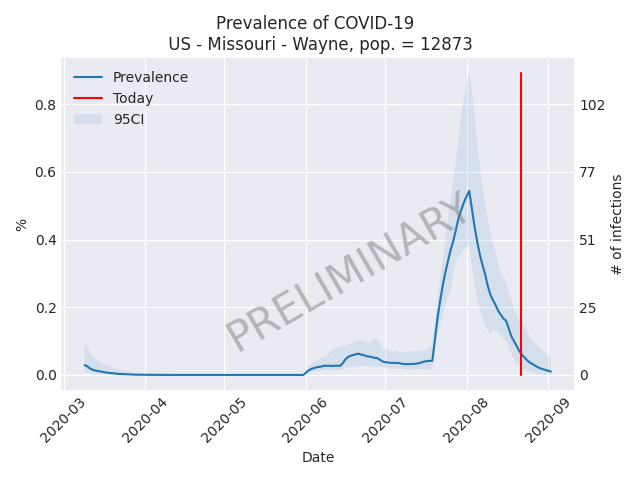 Prevalence of COVID-19
US - Missouri - Wayne, pop. = 12873
Prevalence
Today
95CI
0.8
0.6
0.4
0.2
0.0
%
102
77
51
25
0
# of infections
PRELIMINARY
2020-03
2020-04
2020-05
2020-06
2020-07
2020-08
2020-09
Date